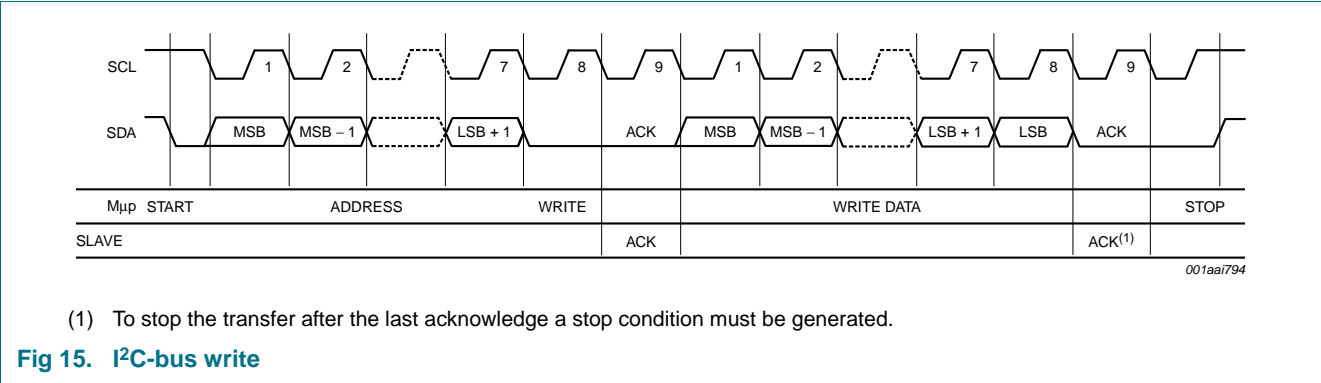 SCL 1 2 7 8 9 1 2 7 8 9
SDA MSB MSB − 1 LSB + 1 ACK MSB MSB − 1 LSB + 1 LSB ACK
Mμp START ADDRESS WRITE WRITE DATA STOP
SLAVE ACK ACK(1)
001aai794
(1) To stop the transfer after the last acknowledge a stop condition must be generated.
Fig 15. I2C-bus write